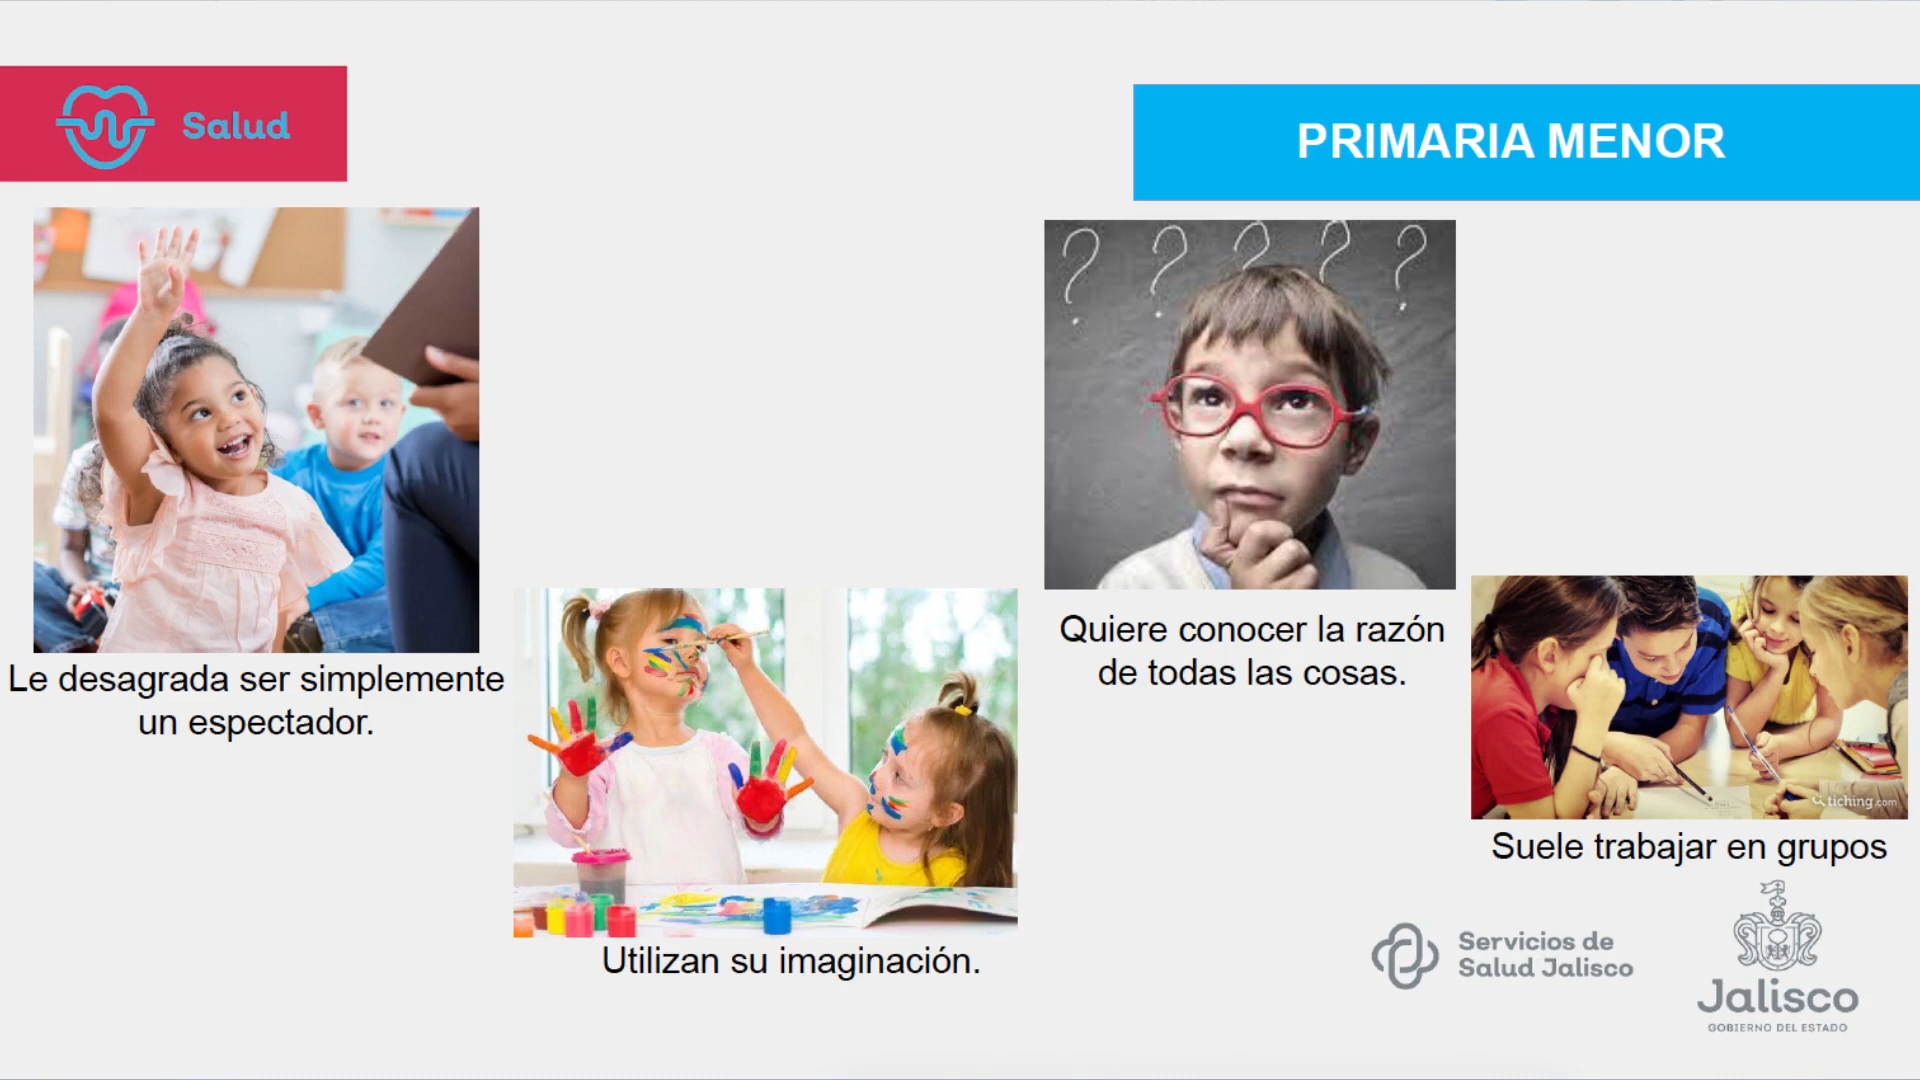 Salud
PRIMARIA MENOR
? ? ? ? ?
Le desagrada ser simplemente
un espectador.
Utilizan su imaginación.
Quiere conocer la razón
de todas las cosas.
tiching.com
Suele trabajar en grupos
Servicios de
Salud Jalisco
Jalisco
GOBIERNO DEL ESTADO